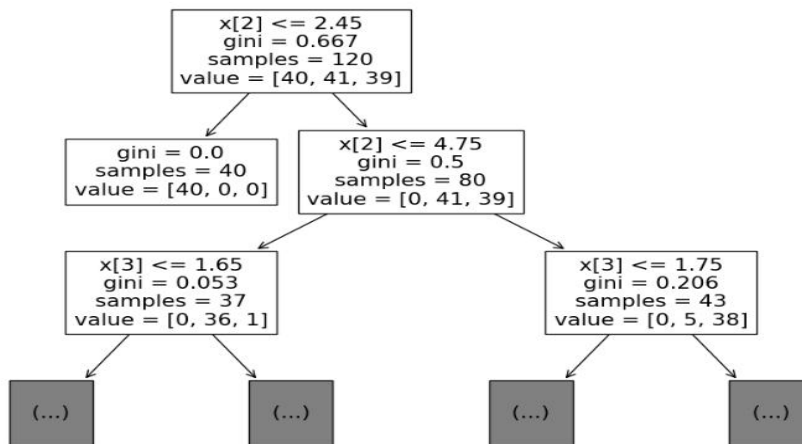 x[2] <= 2.45
gini = 0.667
samples = 120
value = [40, 41, 39]
gini = 0.0
samples = 40
value = [40, 0, 0]
x[2] <= 4.75
gini = 0.5
samples = 80
value = [0, 41, 39]
x[3] <= 1.65
gini = 0.053
samples = 37
value = [0, 36, 1]
x[3] <= 1.75
gini = 0.206
samples = 43
value = [0, 5, 38]
(...)
(...)
(...)
(...)